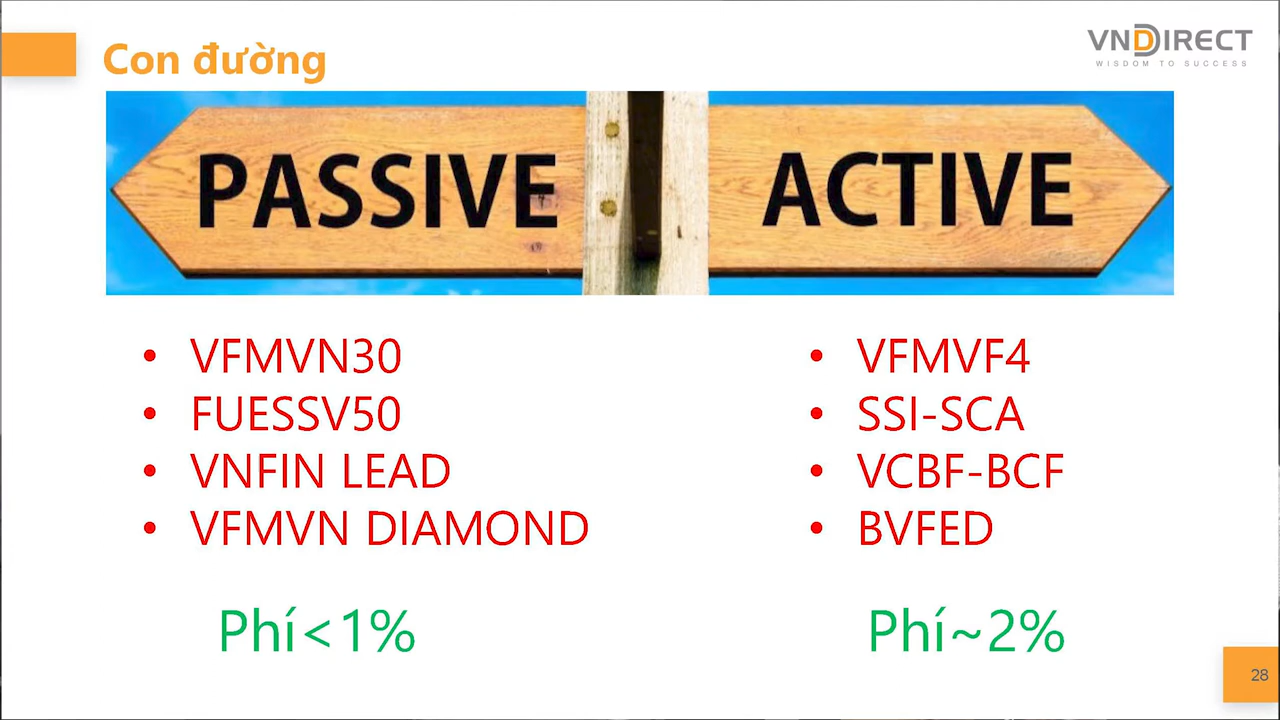 Con đường
VNDIRECT
WISDOM TO SUCCESS
PASSIVE
ACTIVE
• VFMVN30
• FUESSV50
• VNFIN LEAD
• VFMVN DIAMOND
Phí<1%
• VFMVF4
• SSI-SCA
• VCBF-BCF
• BVFED
Phí~2%
28